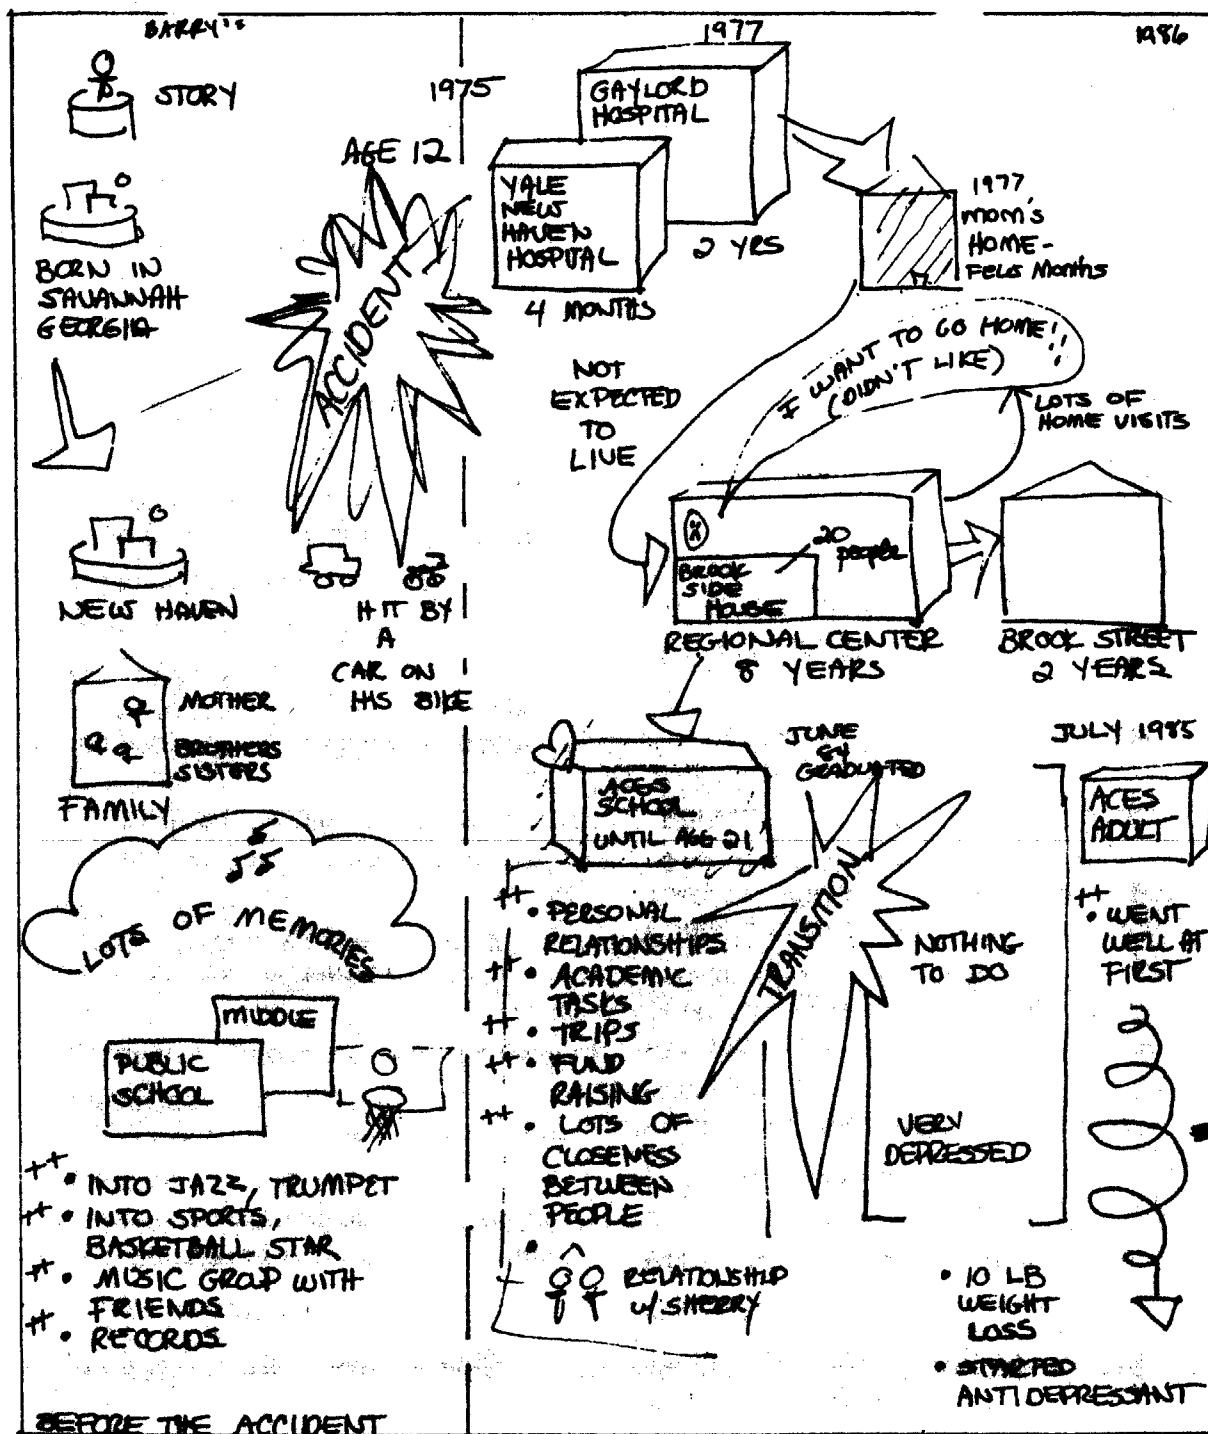 BARRY'S
STORY
BORN IN
SAVANNAH
GEORGIA
NEW HAVEN
MOTHER
BROTHERS
SISTERS
FAMILY
LOTS OF MEMORIES
MIDDLE
PUBLIC
SCHOOL
++ • INTO JAZZ, TRUMPET
++ • INTO SPORTS,
BASKETBALL STAR
++ • MUSIC GROUP WITH
FRIENDS
++ • RECORDS
BEFORE THE ACCIDENT
1975
AGE 12
ACCIDENT
HIT BY
A
CAR ON
HIS BIKE
1977
GAYLORD
HOSPITAL
2 YRS
YALE
NEW
HAVEN
HOSPITAL
4 MONTHS
NOT
EXPECTED
TO
LIVE
1977
MOM'S
HOME-
FEW MONTHS
I WANT TO GO HOME!!
(DIDN'T LIKE)
LOTS OF
HOME VISITS
20
people
BROOK
SIDE
HOUSE
REGIONAL CENTER
8 YEARS
BROOK STREET
2 YEARS
ACES
SCHOOL
UNTIL AGE 21
++ • PERSONAL
RELATIONSHIPS
++ • ACADEMIC
TASKS
++ • TRIPS
++ • FUND
RAISING
++ • LOTS OF
CLOSENESS
BETWEEN
PEOPLE
• RELATIONSHIP
w/ SHERRY
JUNE
84
GRADUATED
TRANSITION
NOTHING
TO DO
VERY
DEPRESSED
1986
JULY 1985
ACES
ADULT
++ • WENT
WELL AT
FIRST
• 10 LB
WEIGHT
LOSS
• STARTED
ANTIDEPRESSANT